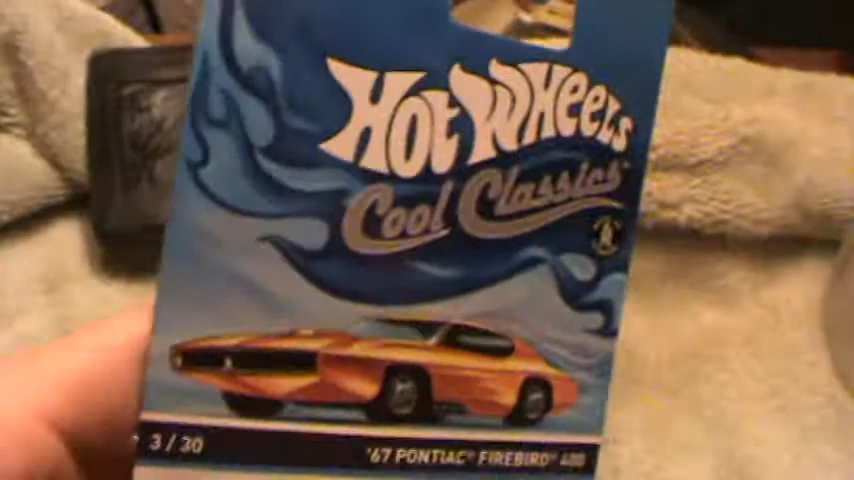 Hot Wheels
Cool Classics
3/30
'67 PONTIAC FIREBIRD 400